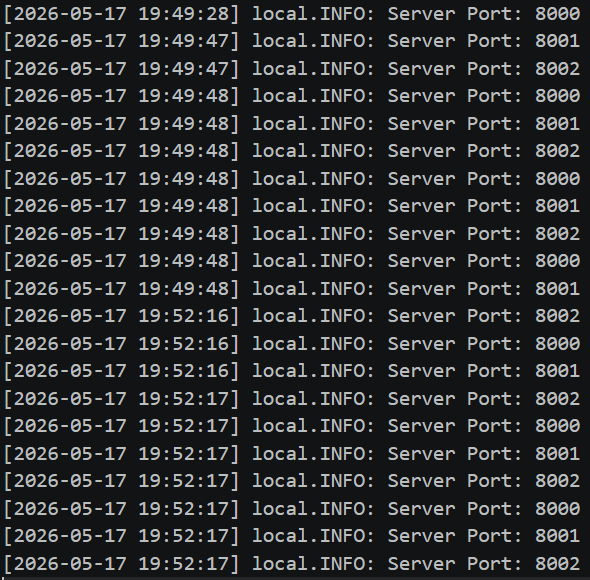 [2026-05-17 19:49:28] local.INFO: Server Port: 8000
[2026-05-17 19:49:47] local.INFO: Server Port: 8001
[2026-05-17 19:49:47] local.INFO: Server Port: 8002
[2026-05-17 19:49:48] local.INFO: Server Port: 8000
[2026-05-17 19:49:48] local.INFO: Server Port: 8001
[2026-05-17 19:49:48] local.INFO: Server Port: 8002
[2026-05-17 19:49:48] local.INFO: Server Port: 8000
[2026-05-17 19:49:48] local.INFO: Server Port: 8001
[2026-05-17 19:49:48] local.INFO: Server Port: 8002
[2026-05-17 19:49:48] local.INFO: Server Port: 8000
[2026-05-17 19:49:48] local.INFO: Server Port: 8001
[2026-05-17 19:52:16] local.INFO: Server Port: 8002
[2026-05-17 19:52:16] local.INFO: Server Port: 8000
[2026-05-17 19:52:16] local.INFO: Server Port: 8001
[2026-05-17 19:52:17] local.INFO: Server Port: 8002
[2026-05-17 19:52:17] local.INFO: Server Port: 8000
[2026-05-17 19:52:17] local.INFO: Server Port: 8001
[2026-05-17 19:52:17] local.INFO: Server Port: 8002
[2026-05-17 19:52:17] local.INFO: Server Port: 8000
[2026-05-17 19:52:17] local.INFO: Server Port: 8001
[2026-05-17 19:52:17] local.INFO: Server Port: 8002